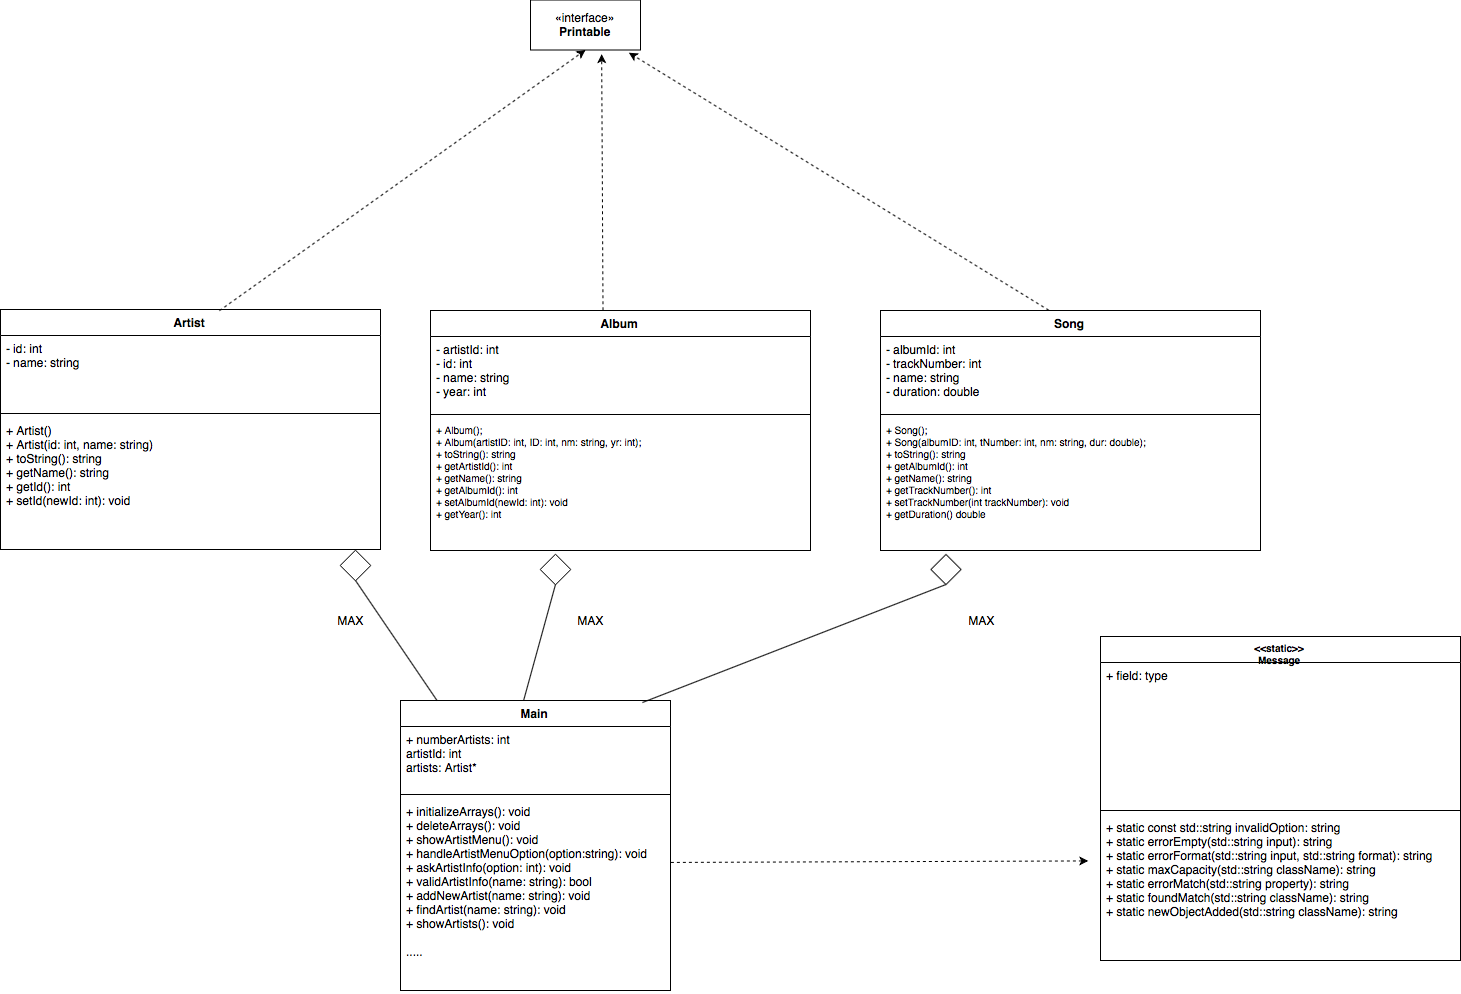 «interface»
Printable
Artist
- id: int
- name: string
+ Artist()
+ Artist(id: int, name: string)
+ toString(): string
+ getName(): string
+ getId(): int
+ setId(newId: int): void
Album
- artistId: int
- id: int
- name: string
- year: int
+ Album();
+ Album(artistID: int, ID: int, nm: string, yr: int);
+ toString(): string
+ getArtistId(): int
+ getName(): string
+ getAlbumId(): int
+ setAlbumId(newId: int): void
+ getYear(): int
Song
- albumId: int
- trackNumber: int
- name: string
- duration: double
+ Song();
+ Song(albumID: int, tNumber: int, nm: string, dur: double);
+ toString(): string
+ getAlbumId(): int
+ getName(): string
+ getTrackNumber(): int
+ setTrackNumber(int trackNumber): void
+ getDuration() double
MAX
MAX
MAX
Main
+ numberArtists: int
artistId: int
artists: Artist*
+ initializeArrays(): void
+ deleteArrays(): void
+ showArtistMenu(): void
+ handleArtistMenuOption(option:string): void
+ askArtistInfo(option: int): void
+ validArtistInfo(name: string): bool
+ addNewArtist(name: string): void
+ findArtist(name: string): void
+ showArtists(): void
.....
<<static>>
Message
+ field: type
+ static const std::string invalidOption: string
+ static errorEmpty(std::string input): string
+ static errorFormat(std::string input, std::string format): string
+ static maxCapacity(std::string className): string
+ static errorMatch(std::string property): string
+ static foundMatch(std::string className): string
+ static newObjectAdded(std::string className): string